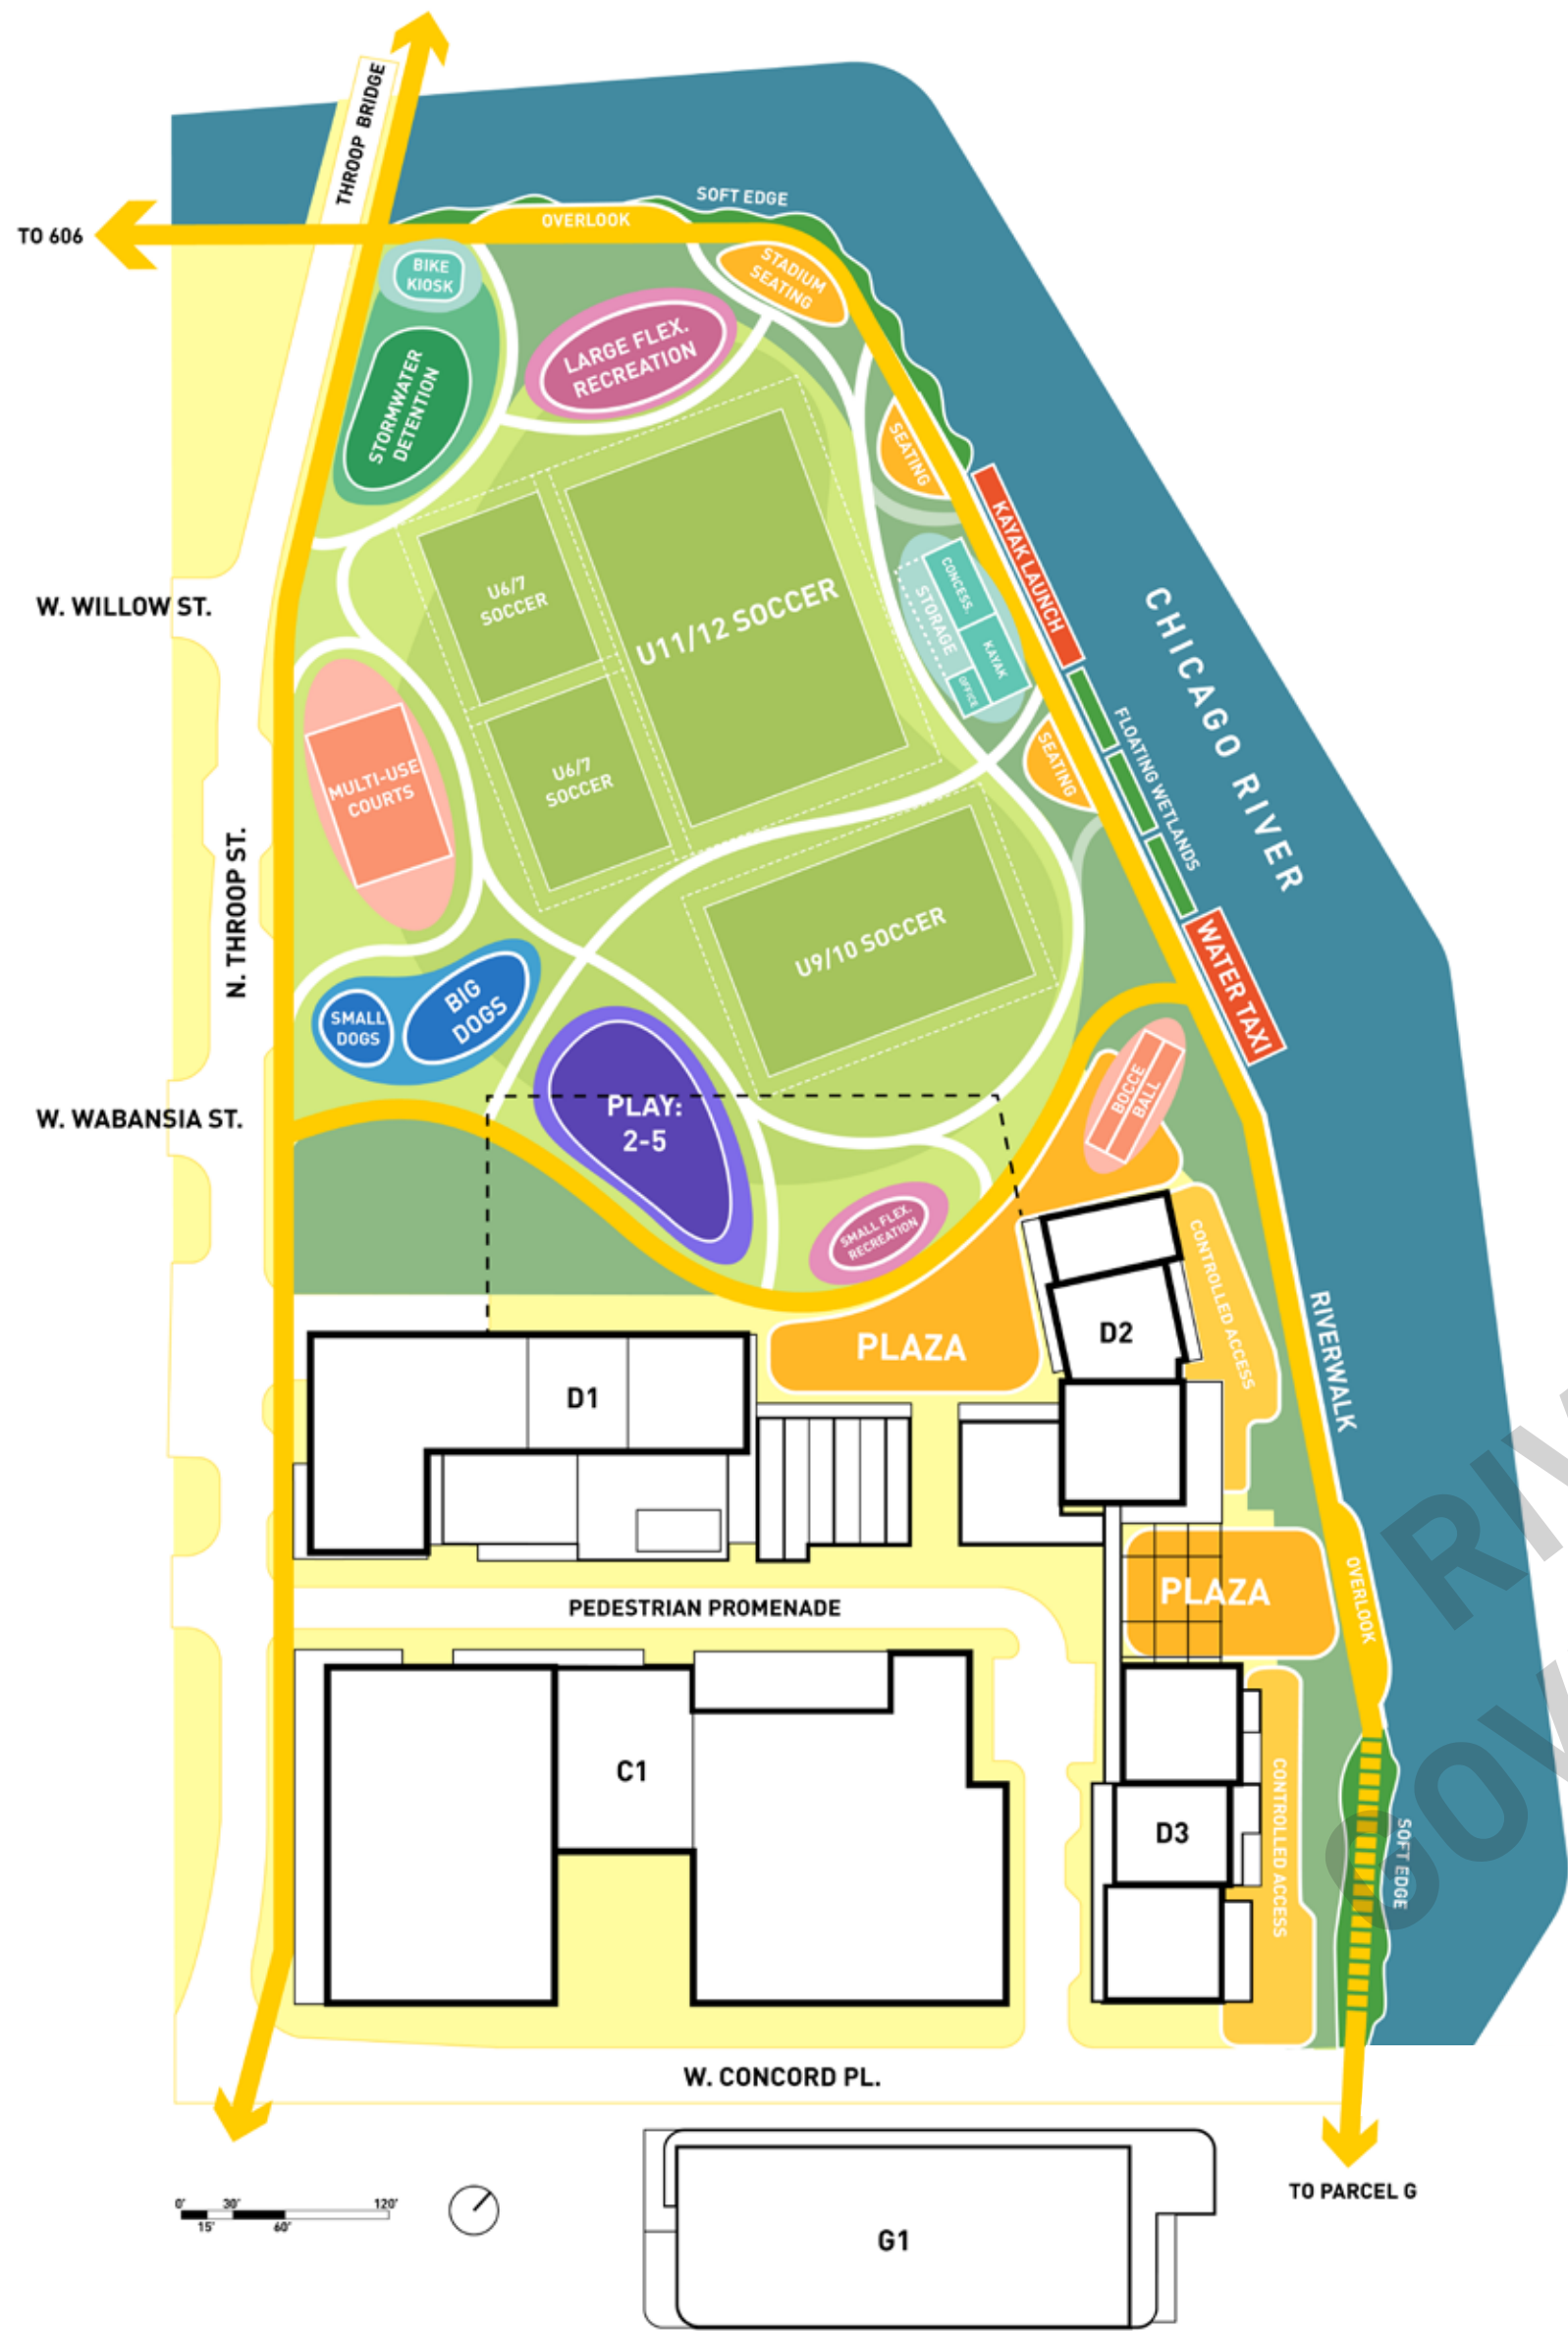 THROOP BRIDGE
SOFT EDGE
OVERLOOK
TO 606
BIKE
KIOSK
STADIUM
SEATING
LARGE FLEX.
RECREATION
STORMWATER
DETENTION
SEATING
KAYAK LAUNCH
CONCESS.
STORAGE
KAYAK
OFFICE
U6/7
SOCCER
U11/12 SOCCER
W. WILLOW ST.
CHICAGO RIVER
FLOATING WETLANDS
SEATING
U6/7
SOCCER
MULTI-USE
COURTS
N. THROOP ST.
U9/10 SOCCER
WATER TAXI
BIG
DOGS
SMALL
DOGS
BOCCE
BALL
W. WABANSIA ST.
PLAY:
2-5
SMALL FLEX.
RECREATION
CONTROLLED ACCESS
RIVERWALK
D2
PLAZA
D1
PLAZA
OVERLOOK
PEDESTRIAN PROMENADE
C1
D3
CONTROLLED ACCESS
SOFT EDGE
W. CONCORD PL.
TO PARCEL G
0' 30' 120'
15' 60'
G1